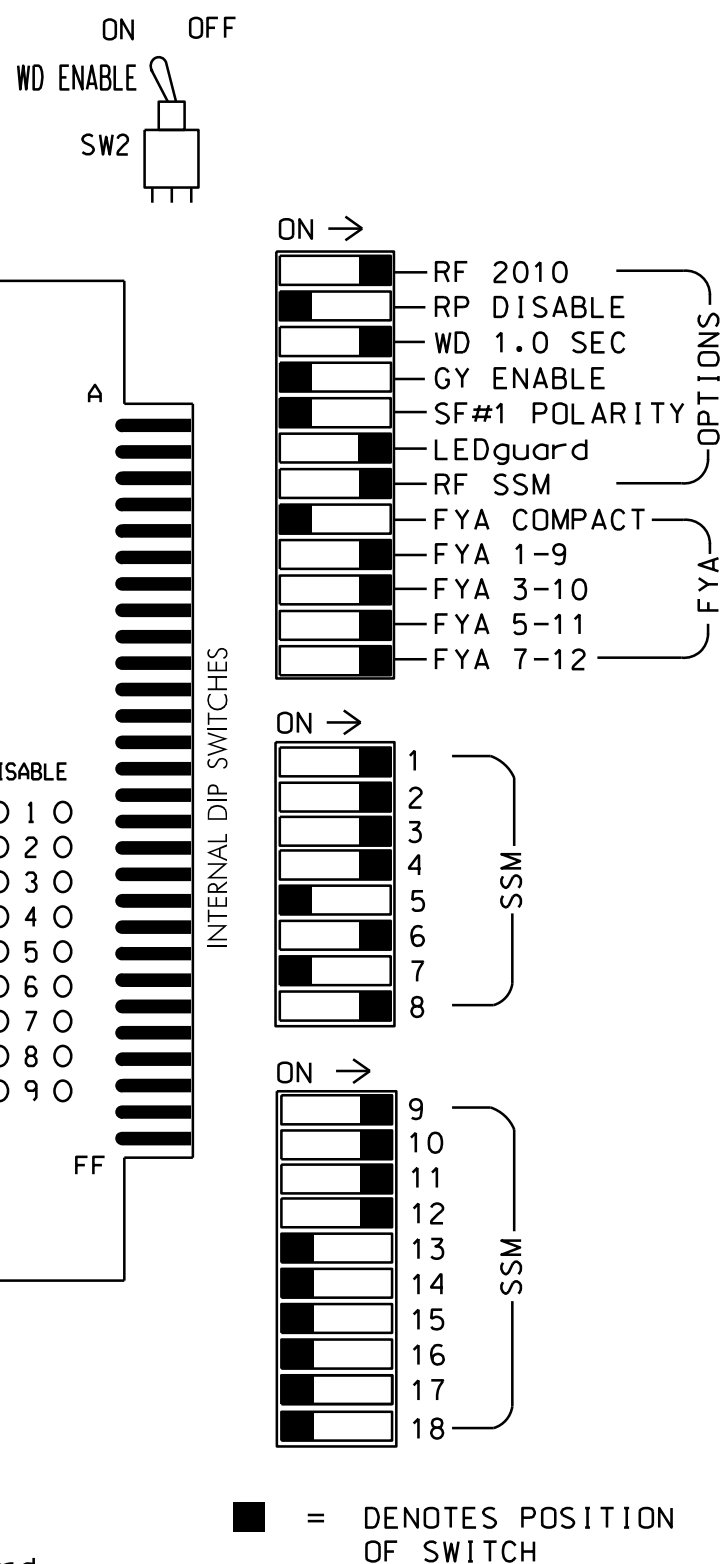 ON OFF
WD ENABLE
SW2
ON
RF 2010
RP DISABLE
WD 1.0 SEC
GY ENABLE
SF#1 POLARITY
LEDguard
RF SSM
OPTIONS
FYA COMPACT
FYA 1-9
FYA 3-10
FYA 5-11
FYA 7-12
FYA
A
FF
INTERNAL DIP SWITCHES
ISABLE
1
2
3
4
5
6
7
8
9
ON
1
2
3
4
5
6
7
8
SSM
ON
9
10
11
12
13
14
15
16
17
18
SSM
= DENOTES POSITION
OF SWITCH